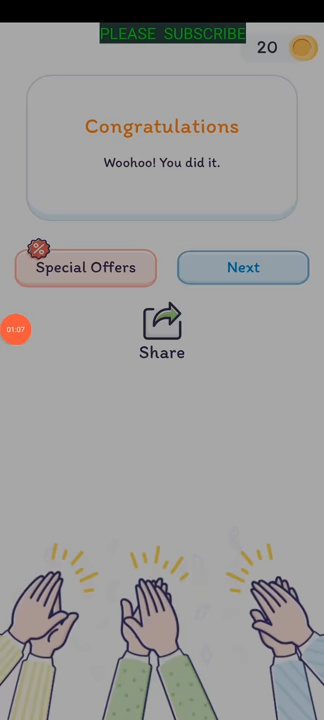 PLEASE SUBSCRIBE
20
Congratulations
Woohoo! You did it.
%
Special Offers
Next
01:07
Share